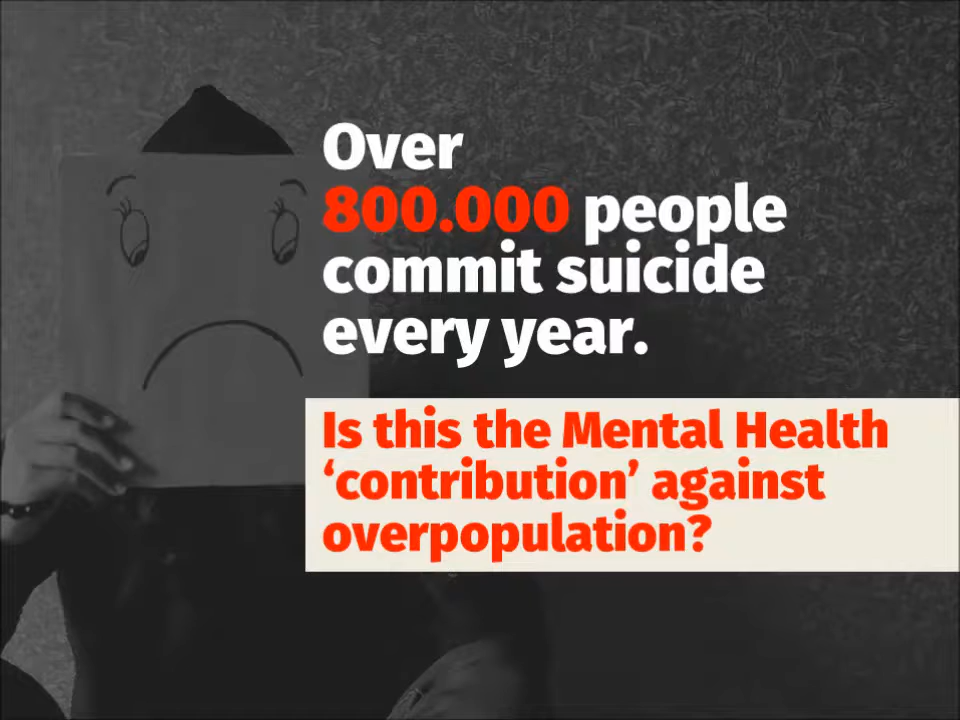 Over
800.000 people
commit suicide
every year.
Is this the Mental Health
‘contribution’ against
overpopulation?